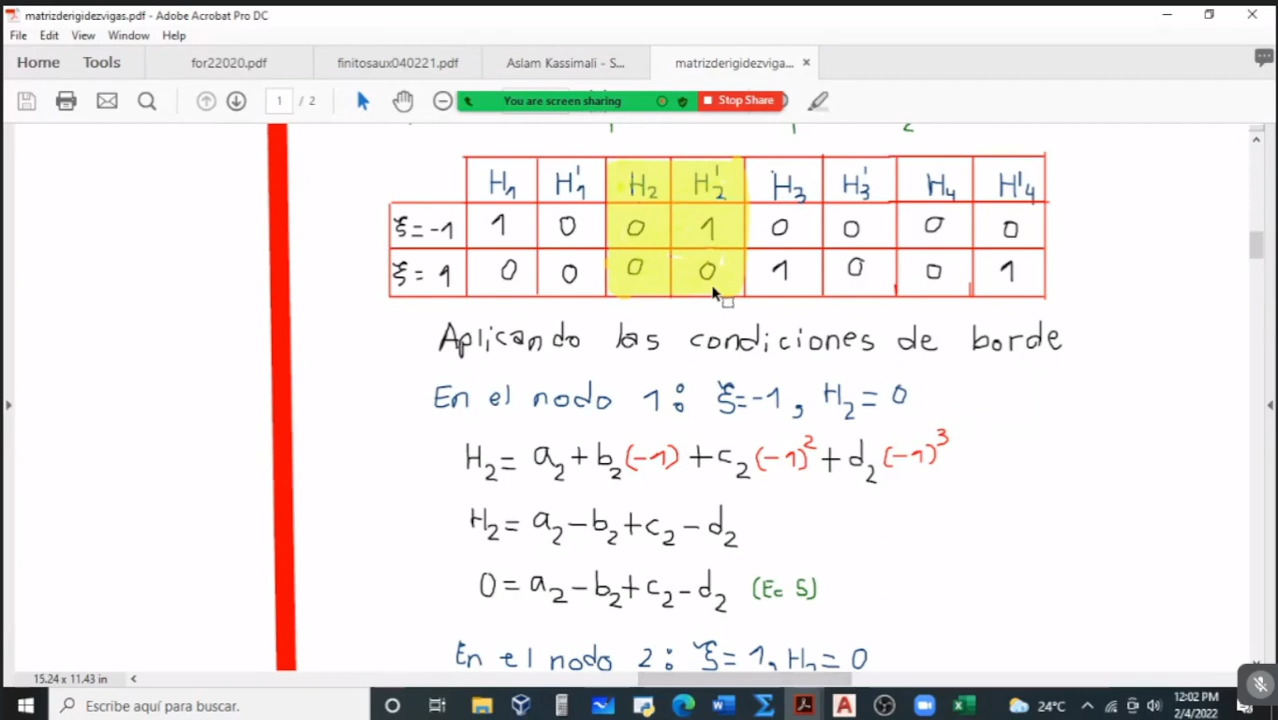 matrizderigidezvigas.pdf - Adobe Acrobat Pro DC
File Edit View Window Help
Home Tools for22020.pdf finitosaux040221.pdf Aslam Kassimali - S... matrizderigidezviga... ×
1 / 2 You are screen sharing Stop Share
1 1 2
H₁ H'₁ H₂ H'₂ H₃ H'₃ H₄ H'₄
ξ=-1 1 0 0 1 0 0 0 0
ξ=1 0 0 0 0 1 0 0 1
Aplicando las condiciones de borde
En el nodo 1: ξ=-1, H₂=0
H₂= a₂+b₂(-1)+c₂(-1)²+d₂(-1)³
H₂= a₂-b₂+c₂-d₂
0= a₂-b₂+c₂-d₂ (Ec 5)
En el nodo 2: ξ=1, H₂=0
15.24 x 11.43 in
Escribe aquí para buscar. 24°C 12:02 PM
2/4/2022